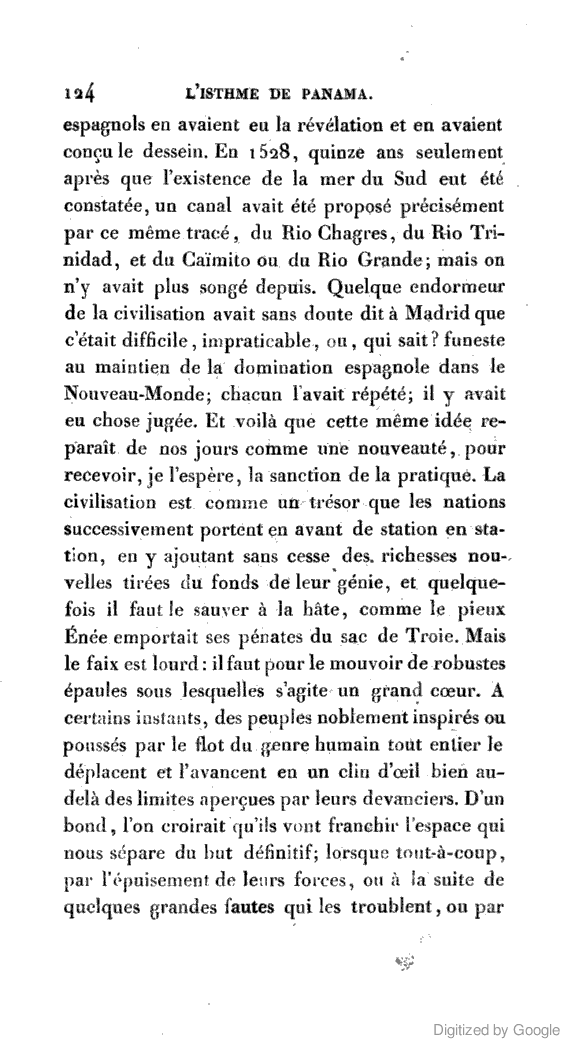 124 L'ISTHME DE PANAMA.
espagnols en avaient eu la révélation et en avaient
conçu le dessein. En 1528, quinze ans seulement
après que l'existence de la mer du Sud eut été
constatée, un canal avait été proposé précisément
par ce même tracé, du Rio Chagres, du Rio Tri-
nidad, et du Caïmito ou du Rio Grande; mais on
n'y avait plus songé depuis. Quelque endormeur
de la civilisation avait sans doute dit à Madrid que
c'était difficile, impraticable, ou, qui sait? funeste
au maintien de la domination espagnole dans le
Nouveau-Monde; chacun l'avait répété; il y avait
eu chose jugée. Et voilà que cette même idée re-
paraît de nos jours comme une nouveauté, pour
recevoir, je l'espère, la sanction de la pratique. La
civilisation est comme un trésor que les nations
successivement portent en avant de station en sta-
tion, en y ajoutant sans cesse des richesses nou-
velles tirées du fonds de leur génie, et quelque-
fois il faut le sauver à la hâte, comme le pieux
Énée emportait ses pénates du sac de Troie. Mais
le faix est lourd: il faut pour le mouvoir de robustes
épaules sous lesquelles s'agite un grand cœur. A
certains instants, des peuples noblement inspirés ou
poussés par le flot du genre humain tout entier le
déplacent et l'avancent en un clin d'œil bien au-
delà des limites aperçues par leurs devanciers. D'un
bond, l'on croirait qu'ils vont franchir l'espace qui
nous sépare du but définitif; lorsque tout-à-coup,
par l'épuisement de leurs forces, ou à la suite de
quelques grandes fautes qui les troublent, ou par
Digitized by Google